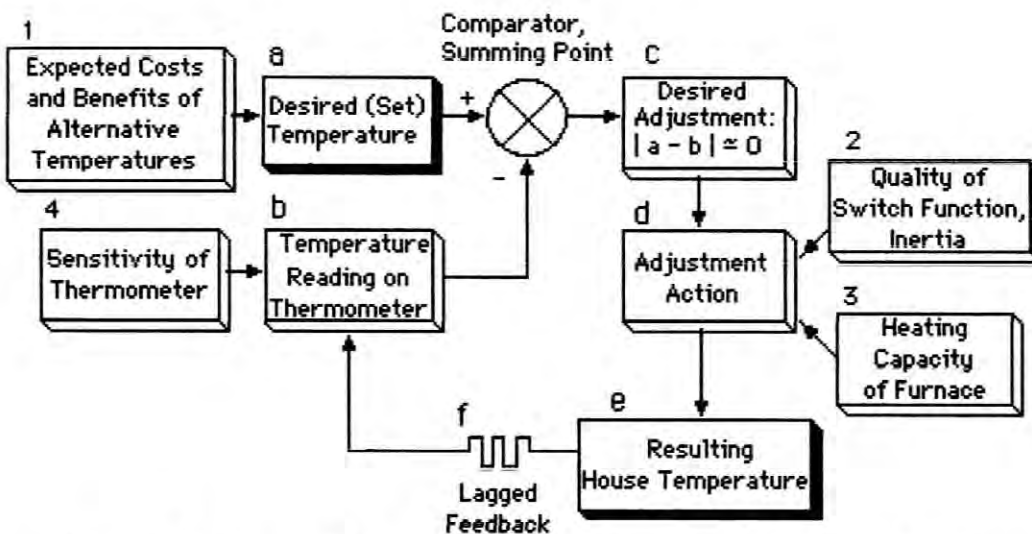 1
Expected Costs
and Benefits of
Alternative
Temperatures
a
Desired (Set)
Temperature
+
Comparator,
Summing Point
-
c
Desired
Adjustment:
| a - b | ≃ 0
2
Quality of
Switch Function,
Inertia
4
Sensitivity of
Thermometer
b
Temperature
Reading on
Thermometer
d
Adjustment
Action
3
Heating
Capacity
of Furnace
f
Lagged
Feedback
e
Resulting
House Temperature